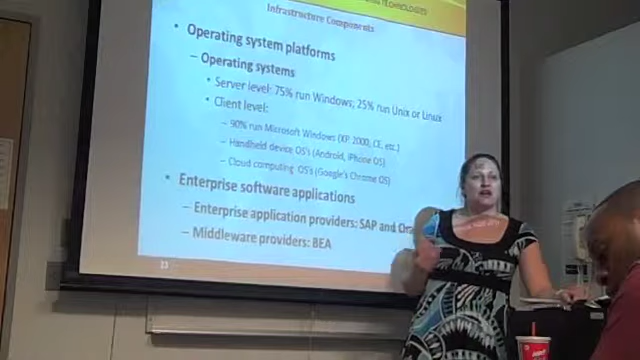 TECHNOLOGIES
Infrastructure Components
• Operating system platforms
– Operating systems
• Server level: 75% run Windows; 25% run Unix or Linux
• Client level:
– 90% run Microsoft Windows (XP, 2000, CE, etc.)
– Handheld device OS's (Android, iPhone OS)
– Cloud computing OS's (Google's Chrome OS)
• Enterprise software applications
– Enterprise application providers: SAP and
– Middleware providers: BEA